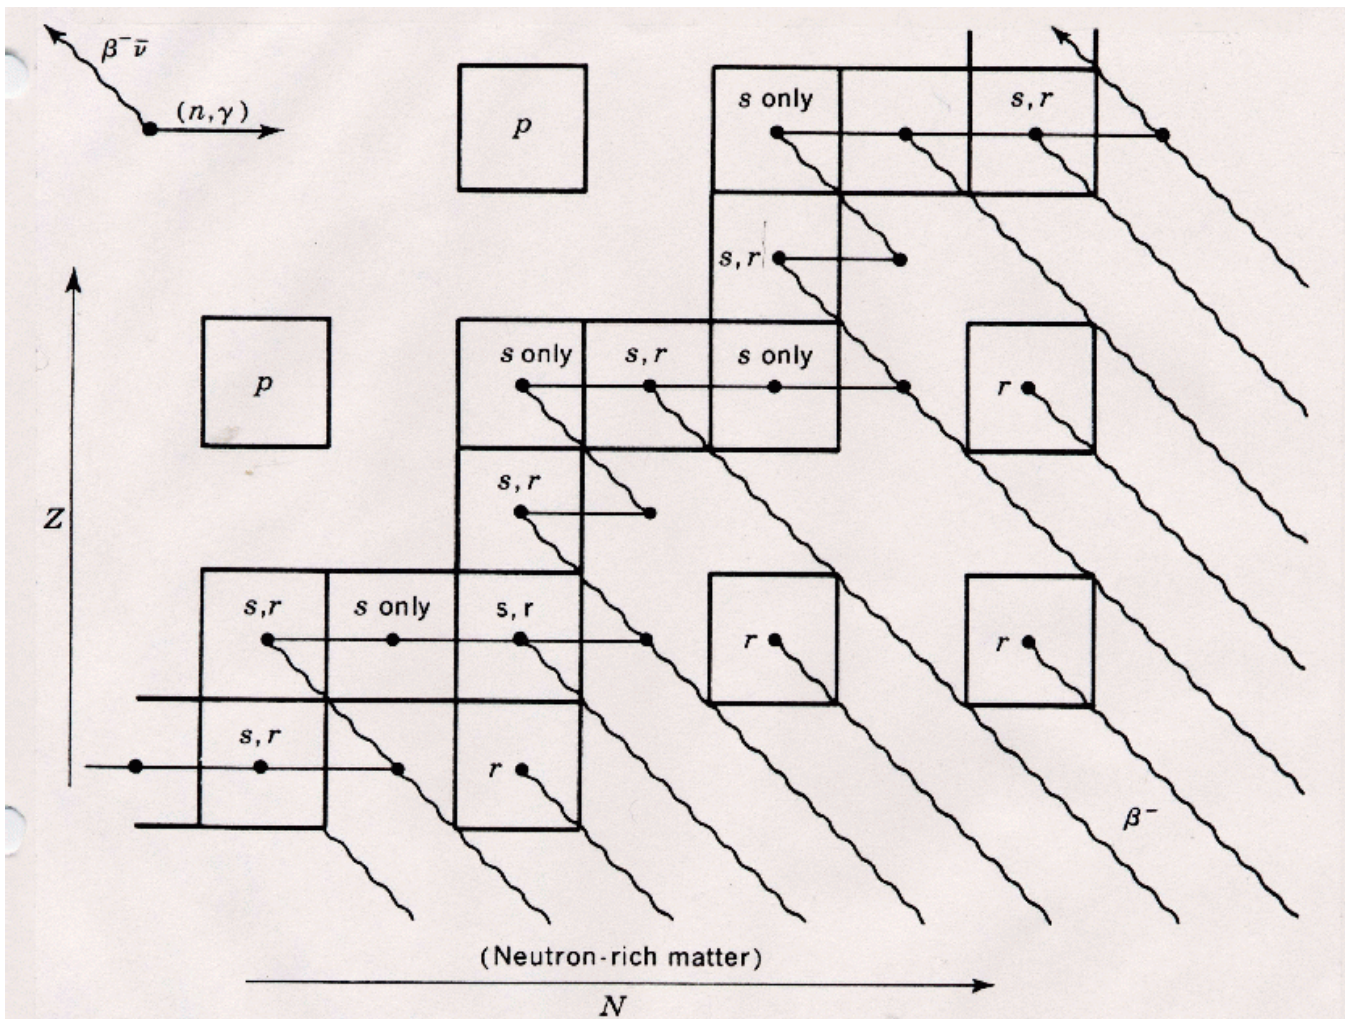 β⁻ν̄
(n,γ)
p
s only
s,r
s,r
p
s only
s,r
s only
r
s,r
Z
s,r
s only
s,r
r
r
s,r
r
β⁻
(Neutron-rich matter)
N